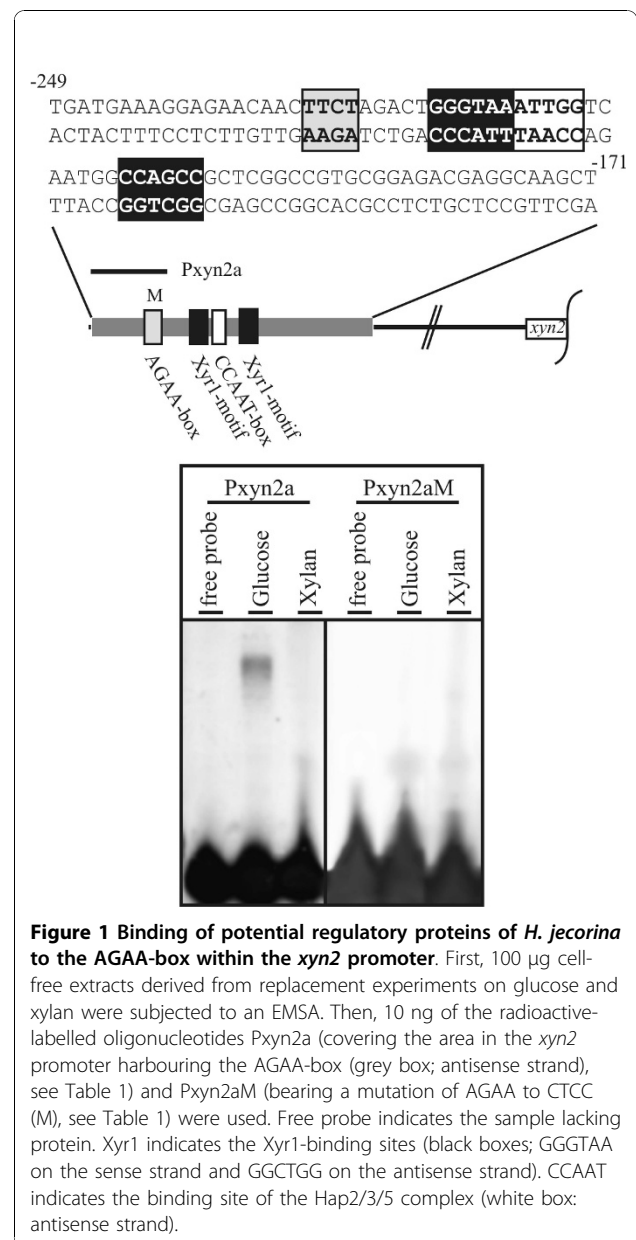 -249
TGATGAAAGGAGAACAACTTCTAGACTGGGTAAATTGGTC
ACTACTTTCCTCTTGTTGAAGATCTGACCCATTTAACCAG
-171
AATGGCCAGCCGCTCGGCCGTGCGGAGACGAGGCAAGCT
TTACCGGTCGGCGAGCCGGCACGCCTCTGCTCCGTTCGA
Pxyn2a
M
xyn2
AGAA-box
Xyr1-motif
CCAAT-box
Xyr1-motif
Pxyn2a Pxyn2aM
free probe Glucose Xylan free probe Glucose Xylan
Figure 1 Binding of potential regulatory proteins of H. jecorina
to the AGAA-box within the xyn2 promoter. First, 100 μg cell-
free extracts derived from replacement experiments on glucose and
xylan were subjected to an EMSA. Then, 10 ng of the radioactive-
labelled oligonucleotides Pxyn2a (covering the area in the xyn2
promoter harbouring the AGAA-box (grey box; antisense strand),
see Table 1) and Pxyn2aM (bearing a mutation of AGAA to CTCC
(M), see Table 1) were used. Free probe indicates the sample lacking
protein. Xyr1 indicates the Xyr1-binding sites (black boxes; GGGTAA
on the sense strand and GGCTGG on the antisense strand). CCAAT
indicates the binding site of the Hap2/3/5 complex (white box:
antisense strand).